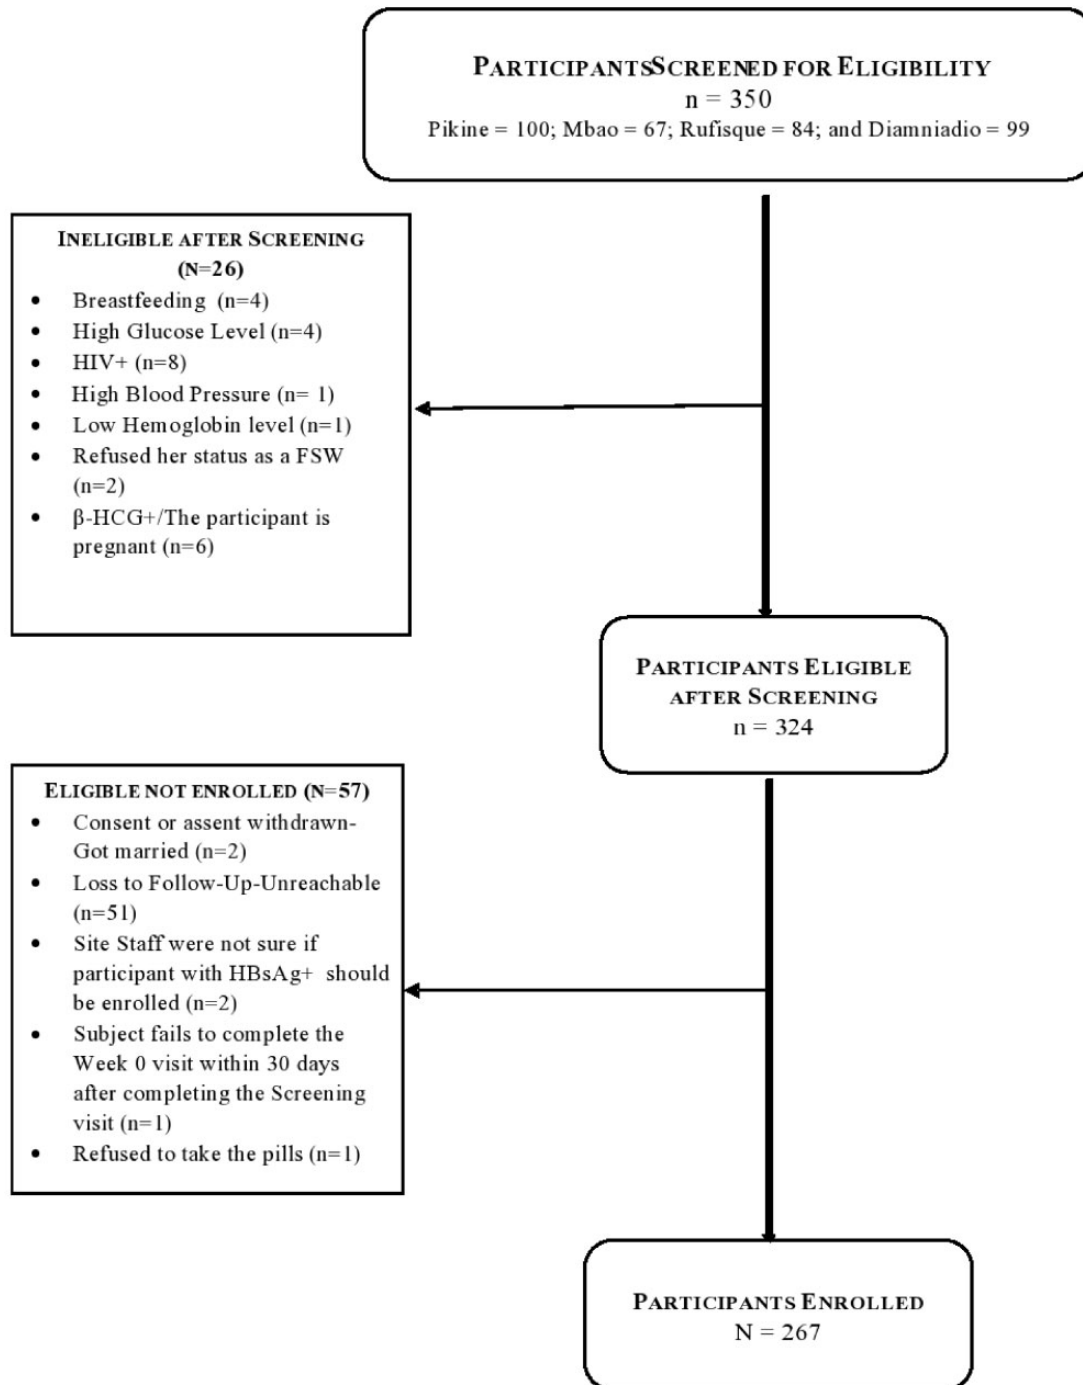 PARTICIPANTS SCREENED FOR ELIGIBILITY
n = 350
Pikine = 100; Mbao = 67; Rufisque = 84; and Diamniadio = 99
INELIGIBLE AFTER SCREENING
(N=26)
• Breastfeeding (n=4)
• High Glucose Level (n=4)
• HIV+ (n=8)
• High Blood Pressure (n= 1)
• Low Hemoglobin level (n=1)
• Refused her status as a FSW
(n=2)
• β-HCG+/The participant is
pregnant (n=6)
PARTICIPANTS ELIGIBLE
AFTER SCREENING
n = 324
ELIGIBLE NOT ENROLLED (N=57)
• Consent or assent withdrawn-
Got married (n=2)
• Loss to Follow-Up-Unreachable
(n=51)
• Site Staff were not sure if
participant with HBsAg+ should
be enrolled (n=2)
• Subject fails to complete the
Week 0 visit within 30 days
after completing the Screening
visit (n=1)
• Refused to take the pills (n=1)
PARTICIPANTS ENROLLED
N = 267